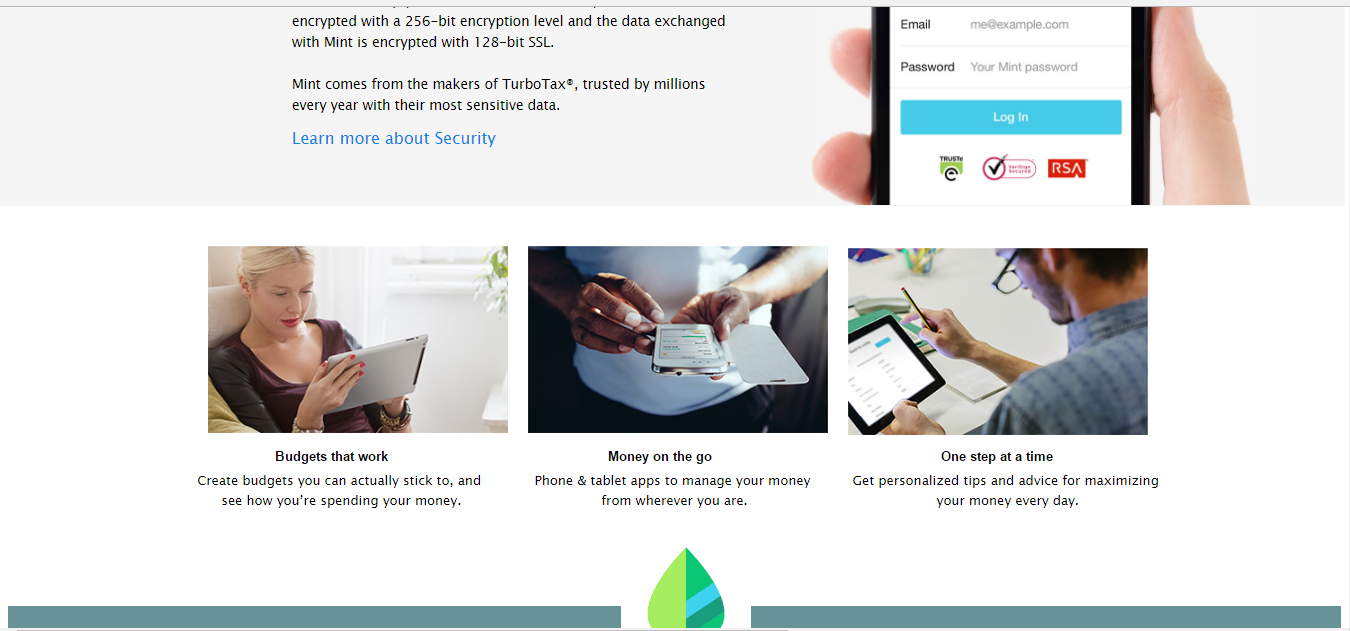 encrypted with a 256-bit encryption level and the data exchanged
with Mint is encrypted with 128-bit SSL.
Mint comes from the makers of TurboTax®, trusted by millions
every year with their most sensitive data.
Learn more about Security
Email me@example.com
Password Your Mint password
Log In
TRUSTe
VeriSign
Secured
RSA
Budgets that work
Create budgets you can actually stick to, and
see how you’re spending your money.
Money on the go
Phone & tablet apps to manage your money
from wherever you are.
One step at a time
Get personalized tips and advice for maximizing
your money every day.